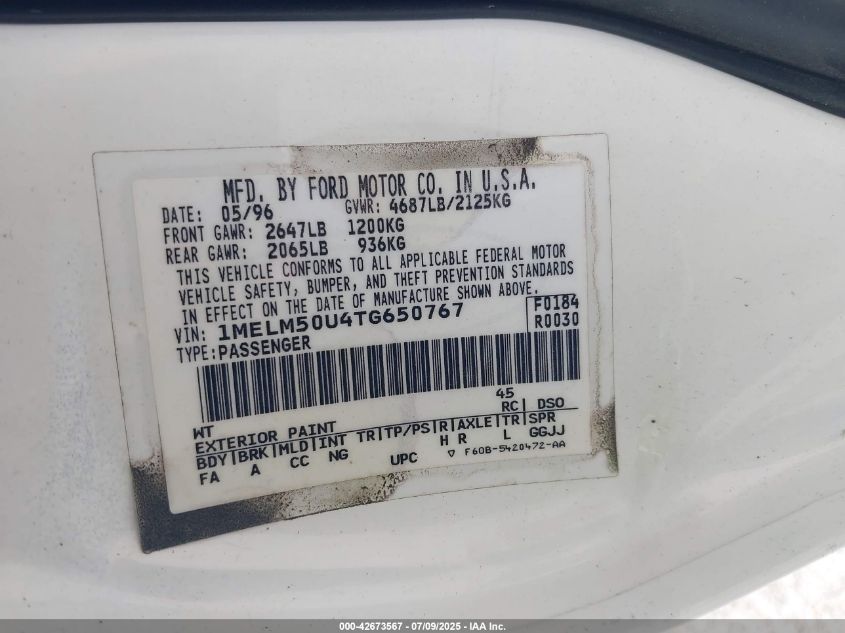 MFD. BY FORD MOTOR CO. IN U.S.A.
DATE: 05/96 GVWR: 4687LB/2125KG
FRONT GAWR: 2647LB 1200KG
REAR GAWR: 2065LB 936KG
THIS VEHICLE CONFORMS TO ALL APPLICABLE FEDERAL MOTOR
VEHICLE SAFETY, BUMPER, AND THEFT PREVENTION STANDARDS
IN EFFECT ON THE DATE OF MANUFACTURE SHOWN ABOVE.
VIN: 1MELM50U4TG650767 F0184
TYPE: PASSENGER R0030
45
WT RC| DSO
EXTERIOR PAINT
BDY|BRK|MLD|INT TR|TP/PS|R|AXLE|TR|SPR
FA A CC NG UPC H R L GGJJ
▽ F60B-5420472-AA
000-42673567 - 07/09/2025 - IAA Inc.